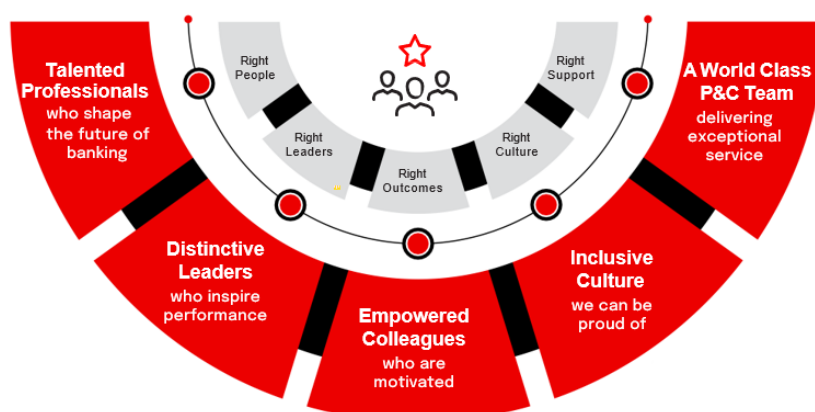 Talented
Professionals
who shape
the future of
banking
Distinctive
Leaders
who inspire
performance
Empowered
Colleagues
who are
motivated
Inclusive
Culture
we can be
proud of
A World Class
P&C Team
delivering
exceptional
service
Right
People
Right
Leaders
Right
Outcomes
Right
Culture
Right
Support